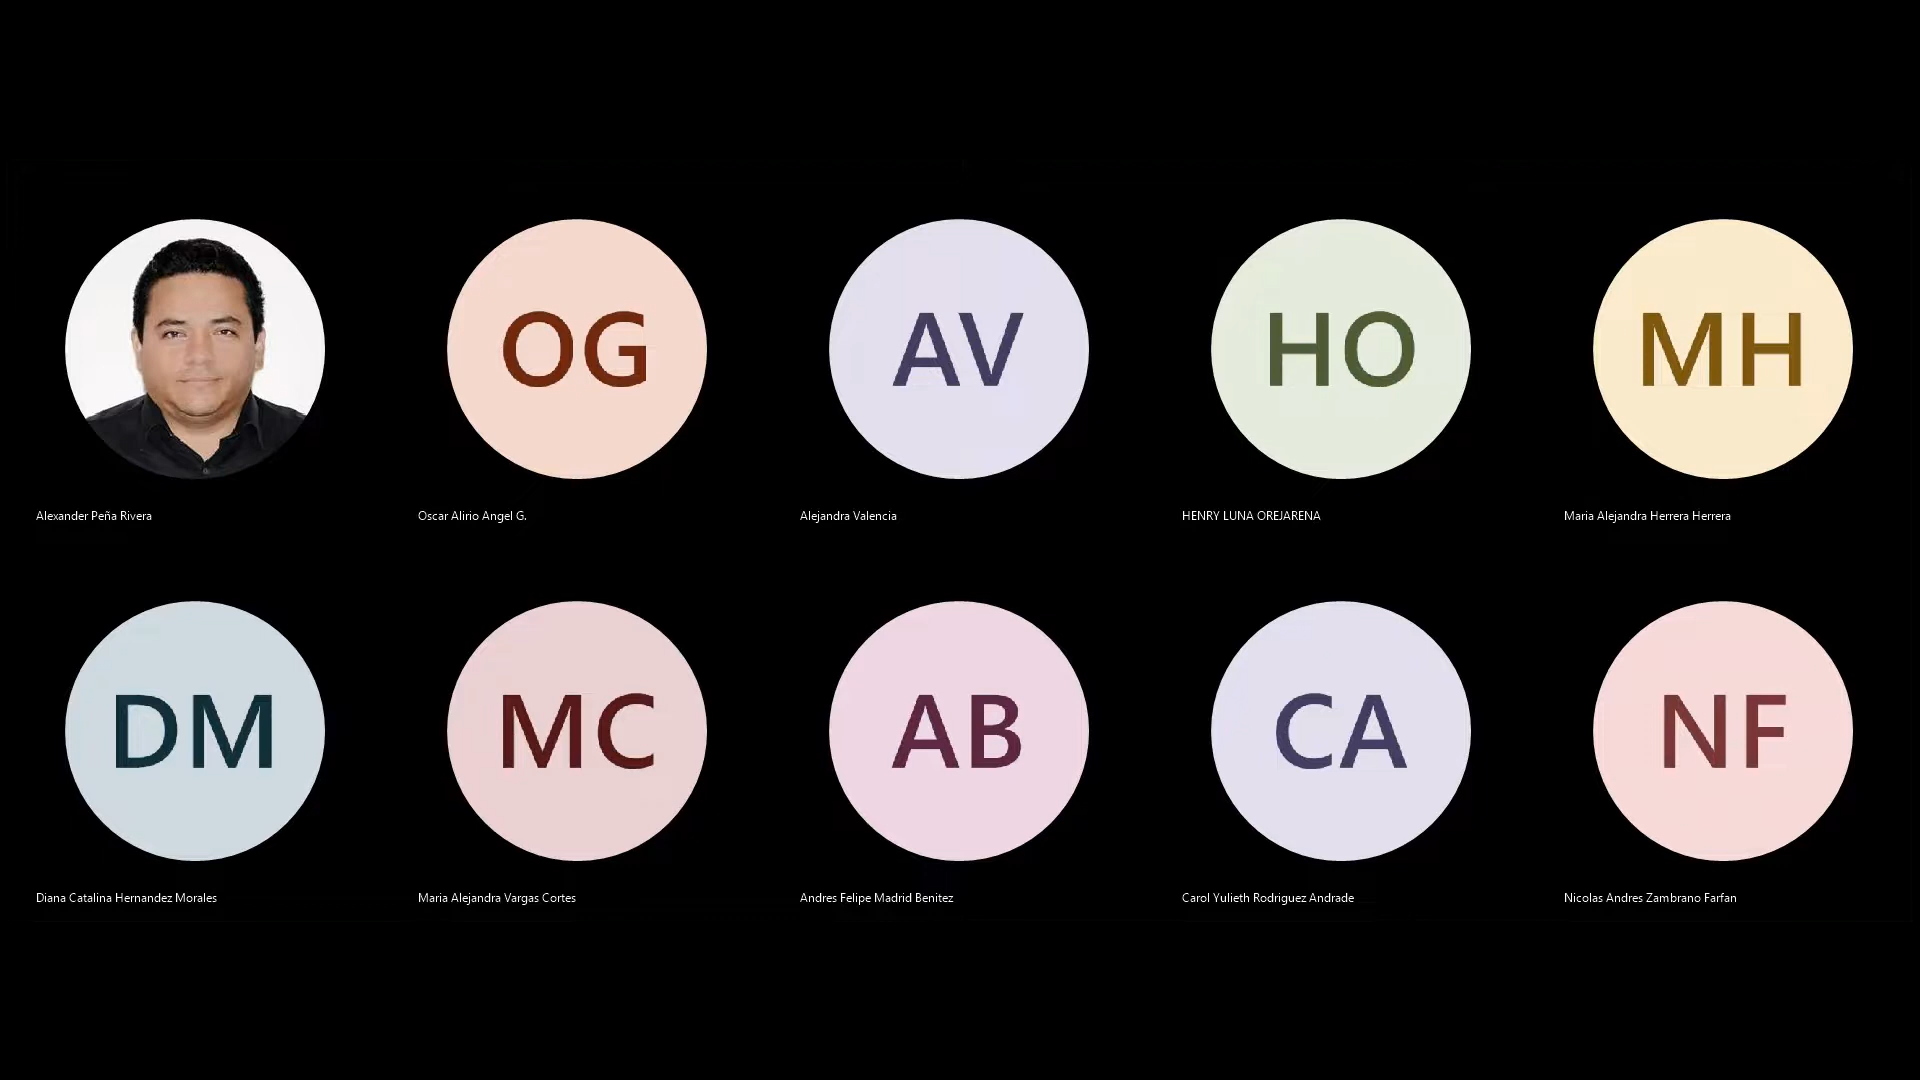 OG
AV
HO
MH
Alexander Peña Rivera
Oscar Alirio Angel G.
Alejandra Valencia
HENRY LUNA OREJARENA
Maria Alejandra Herrera Herrera
DM
MC
AB
CA
NF
Diana Catalina Hernandez Morales
Maria Alejandra Vargas Cortes
Andres Felipe Madrid Benitez
Carol Yulieth Rodriguez Andrade
Nicolas Andres Zambrano Farfan